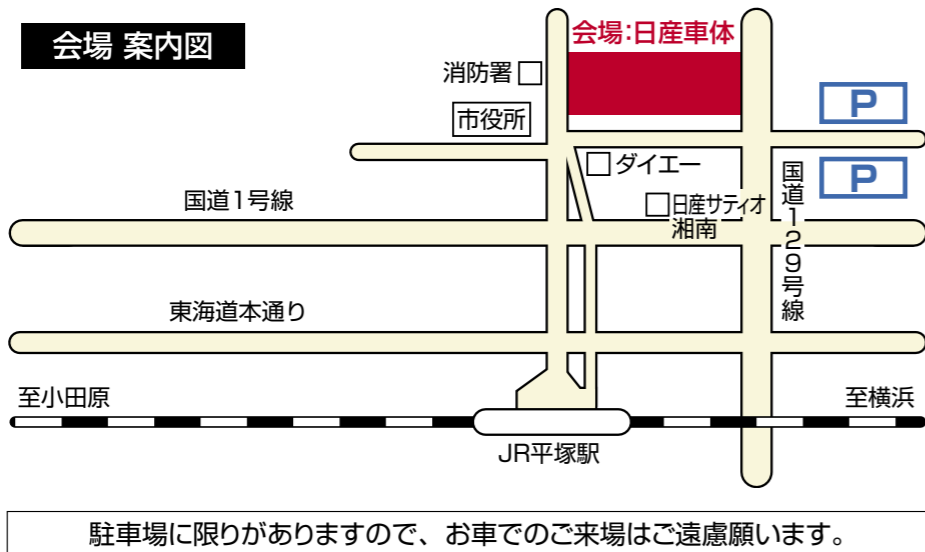 会場 案内図
会場:日産車体
消防署
市役所
P
ダイエー
P
国道1号線
日産サティオ
湘南
国道129号線
東海道本通り
至小田原
至横浜
JR平塚駅
駐車場に限りがありますので、お車でのご来場はご遠慮願います。